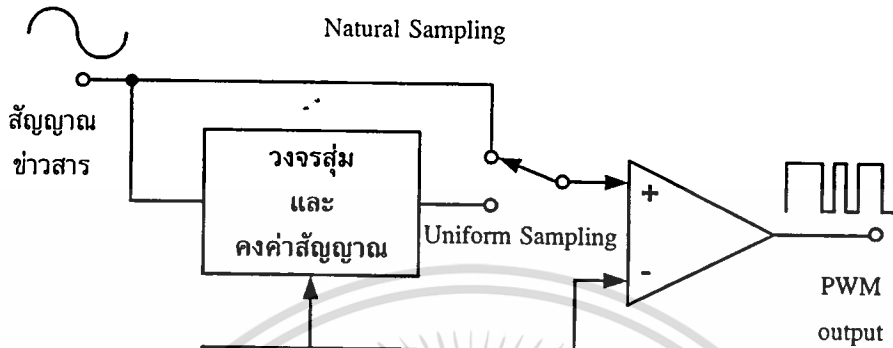 Natural Sampling
สัญญาณ
ข่าวสาร
วงจรสุ่ม
และ
คงค่าสัญญาณ
Uniform Sampling
+
-
PWM
output